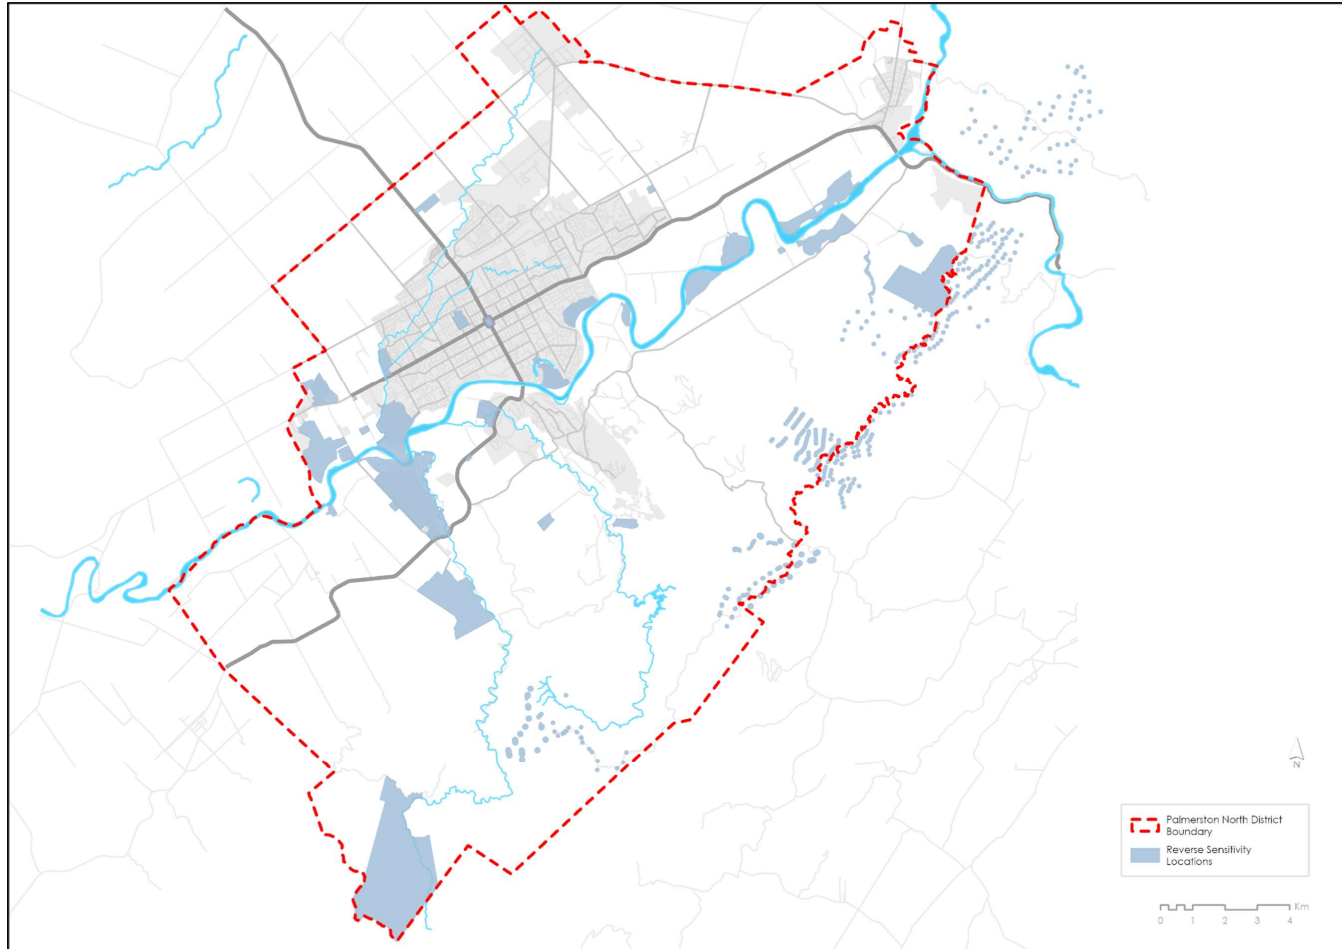 N
Palmerston North District
Boundary
Reverse Sensitivity
Locations
Km
0 1 2 3 4